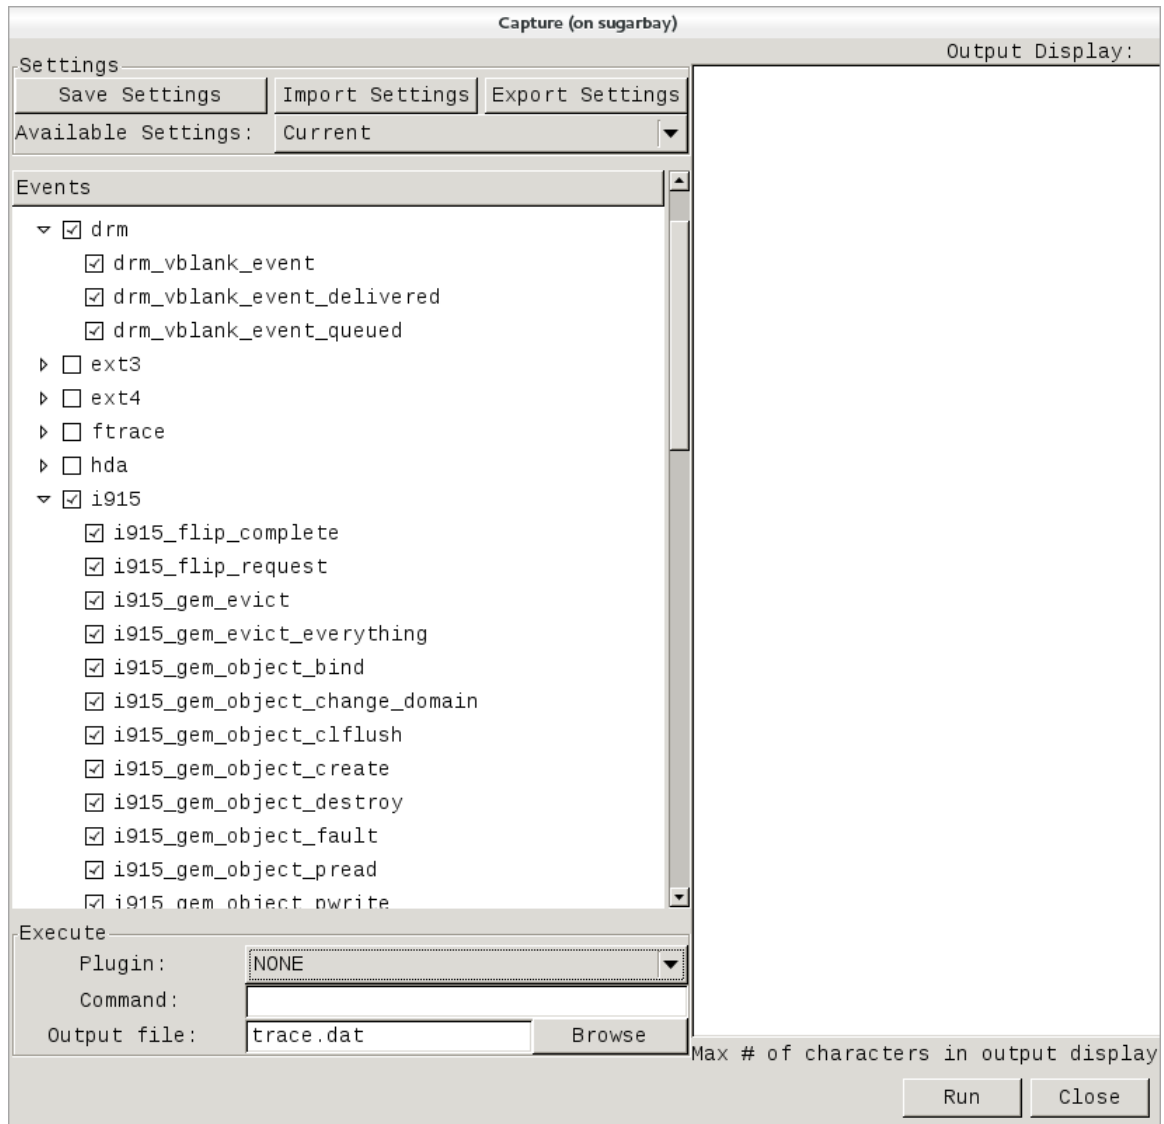 Capture (on sugarbay)
Output Display:
Settings
Save Settings
Import Settings
Export Settings
Available Settings:
Current
Events
drm
drm_vblank_event
drm_vblank_event_delivered
drm_vblank_event_queued
ext3
ext4
ftrace
hda
i915
i915_flip_complete
i915_flip_request
i915_gem_evict
i915_gem_evict_everything
i915_gem_object_bind
i915_gem_object_change_domain
i915_gem_object_clflush
i915_gem_object_create
i915_gem_object_destroy
i915_gem_object_fault
i915_gem_object_pread
i915_gem_object_pwrite
Execute
Plugin:
NONE
Command:
Output file:
trace.dat
Browse
Max # of characters in output display
Run
Close